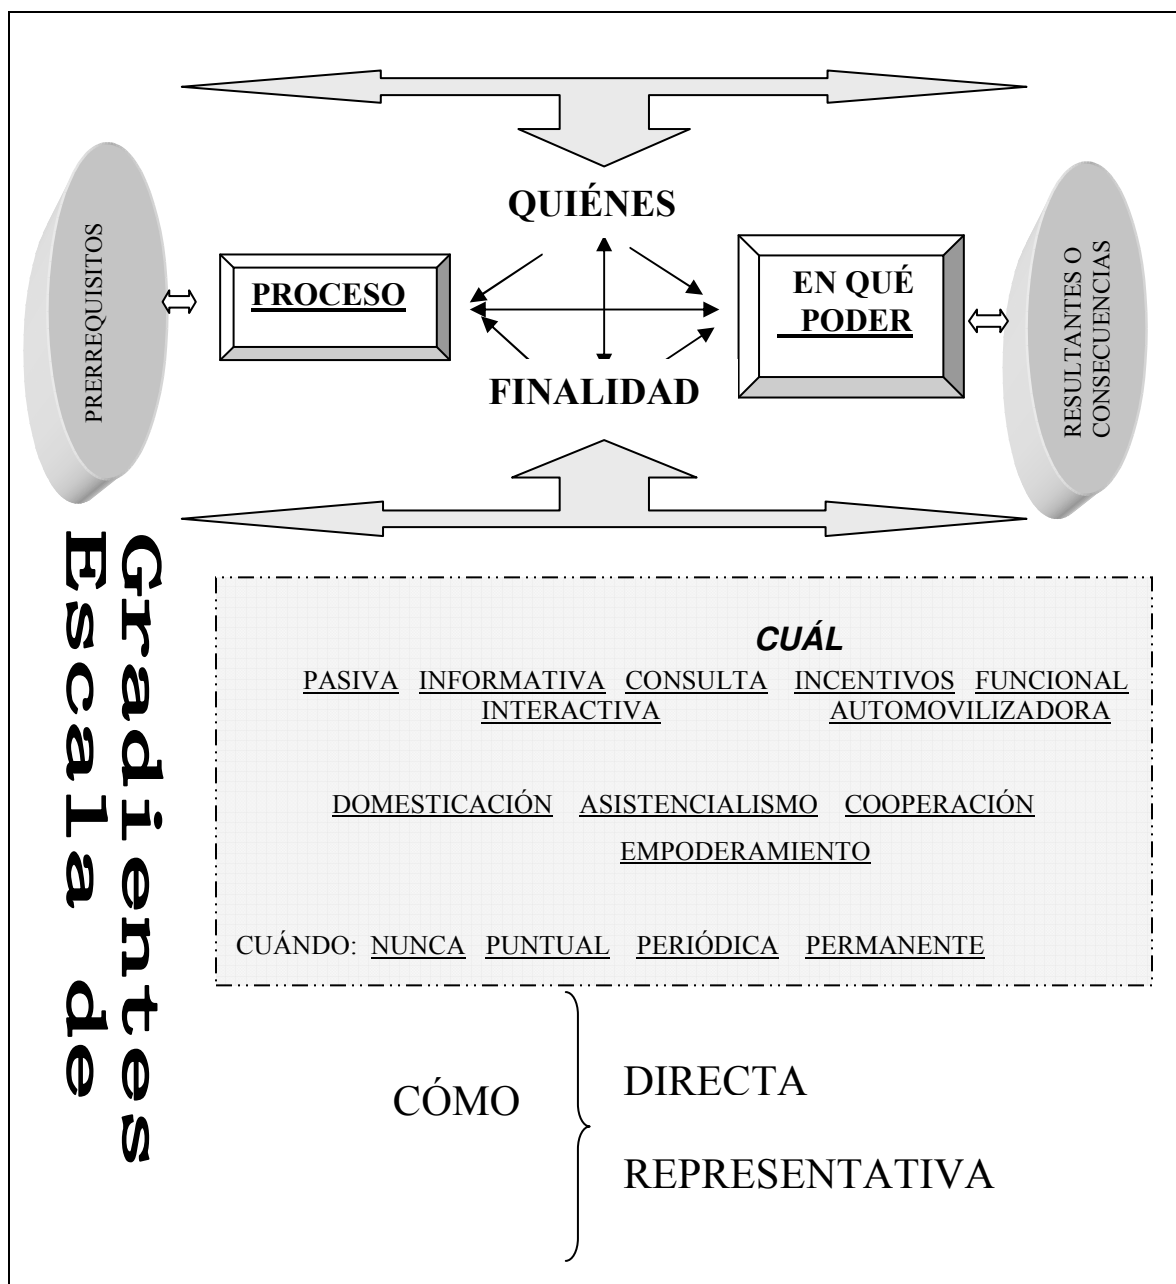 QUIÉNES
PRERREQUISITOS
PROCESO
EN QUÉ
PODER
RESULTANTES O
CONSECUENCIAS
FINALIDAD
Escala de
Gradientes
CUÁL
PASIVA INFORMATIVA CONSULTA INCENTIVOS FUNCIONAL
INTERACTIVA AUTOMOVILIZADORA
DOMESTICACIÓN ASISTENCIALISMO COOPERACIÓN
EMPODERAMIENTO
CUÁNDO: NUNCA PUNTUAL PERIÓDICA PERMANENTE
CÓMO
DIRECTA
REPRESENTATIVA